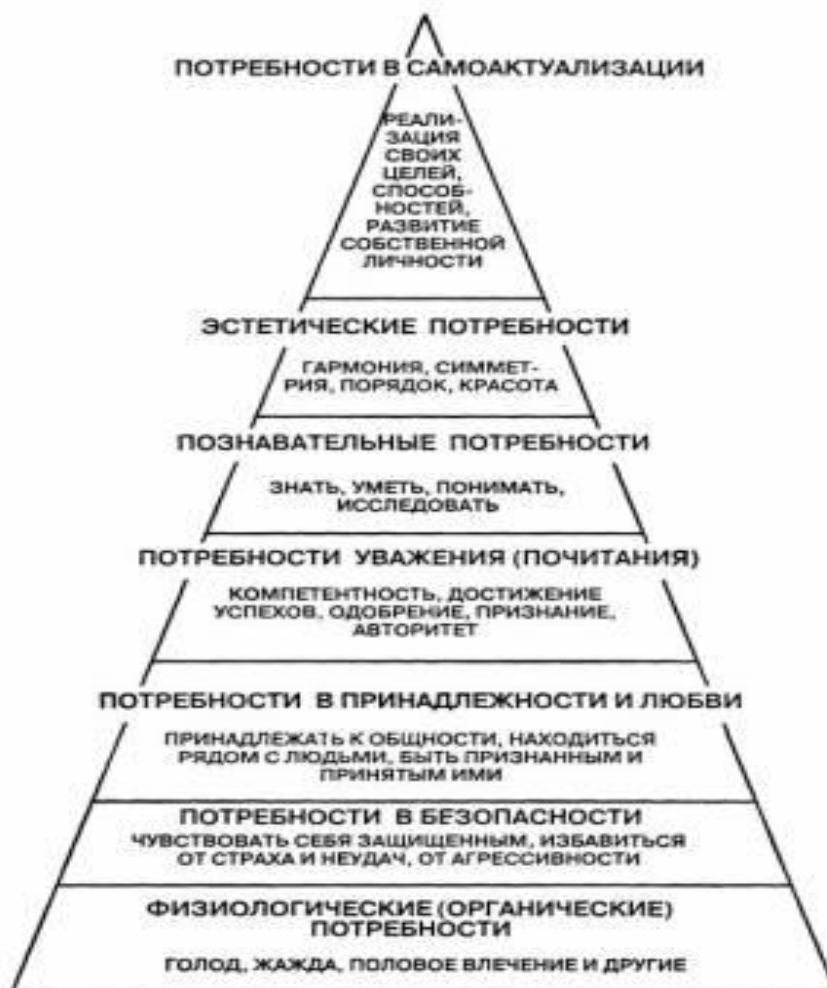 ПОТРЕБНОСТИ В САМОАКТУАЛИЗАЦИИ
РЕАЛИ-
ЗАЦИЯ
СВОИХ
ЦЕЛЕЙ,
СПОСОБ-
НОСТЕЙ,
РАЗВИТИЕ
СОБСТВЕННОЙ
ЛИЧНОСТИ
ЭСТЕТИЧЕСКИЕ ПОТРЕБНОСТИ
ГАРМОНИЯ, СИММЕТ-
РИЯ, ПОРЯДОК, КРАСОТА
ПОЗНАВАТЕЛЬНЫЕ ПОТРЕБНОСТИ
ЗНАТЬ, УМЕТЬ, ПОНИМАТЬ,
ИССЛЕДОВАТЬ
ПОТРЕБНОСТИ УВАЖЕНИЯ (ПОЧИТАНИЯ)
КОМПЕТЕНТНОСТЬ, ДОСТИЖЕНИЕ
УСПЕХОВ, ОДОБРЕНИЕ, ПРИЗНАНИЕ,
АВТОРИТЕТ
ПОТРЕБНОСТИ В ПРИНАДЛЕЖНОСТИ И ЛЮБВИ
ПРИНАДЛЕЖАТЬ К ОБЩНОСТИ, НАХОДИТЬСЯ
РЯДОМ С ЛЮДЬМИ, БЫТЬ ПРИЗНАННЫМ И
ПРИНЯТЫМ ИМИ
ПОТРЕБНОСТИ В БЕЗОПАСНОСТИ
ЧУВСТВОВАТЬ СЕБЯ ЗАЩИЩЕННЫМ, ИЗБАВИТЬСЯ
ОТ СТРАХА И НЕУДАЧ, ОТ АГРЕССИВНОСТИ
ФИЗИОЛОГИЧЕСКИЕ (ОРГАНИЧЕСКИЕ)
ПОТРЕБНОСТИ
ГОЛОД, ЖАЖДА, ПОЛОВОЕ ВЛЕЧЕНИЕ И ДРУГИЕ